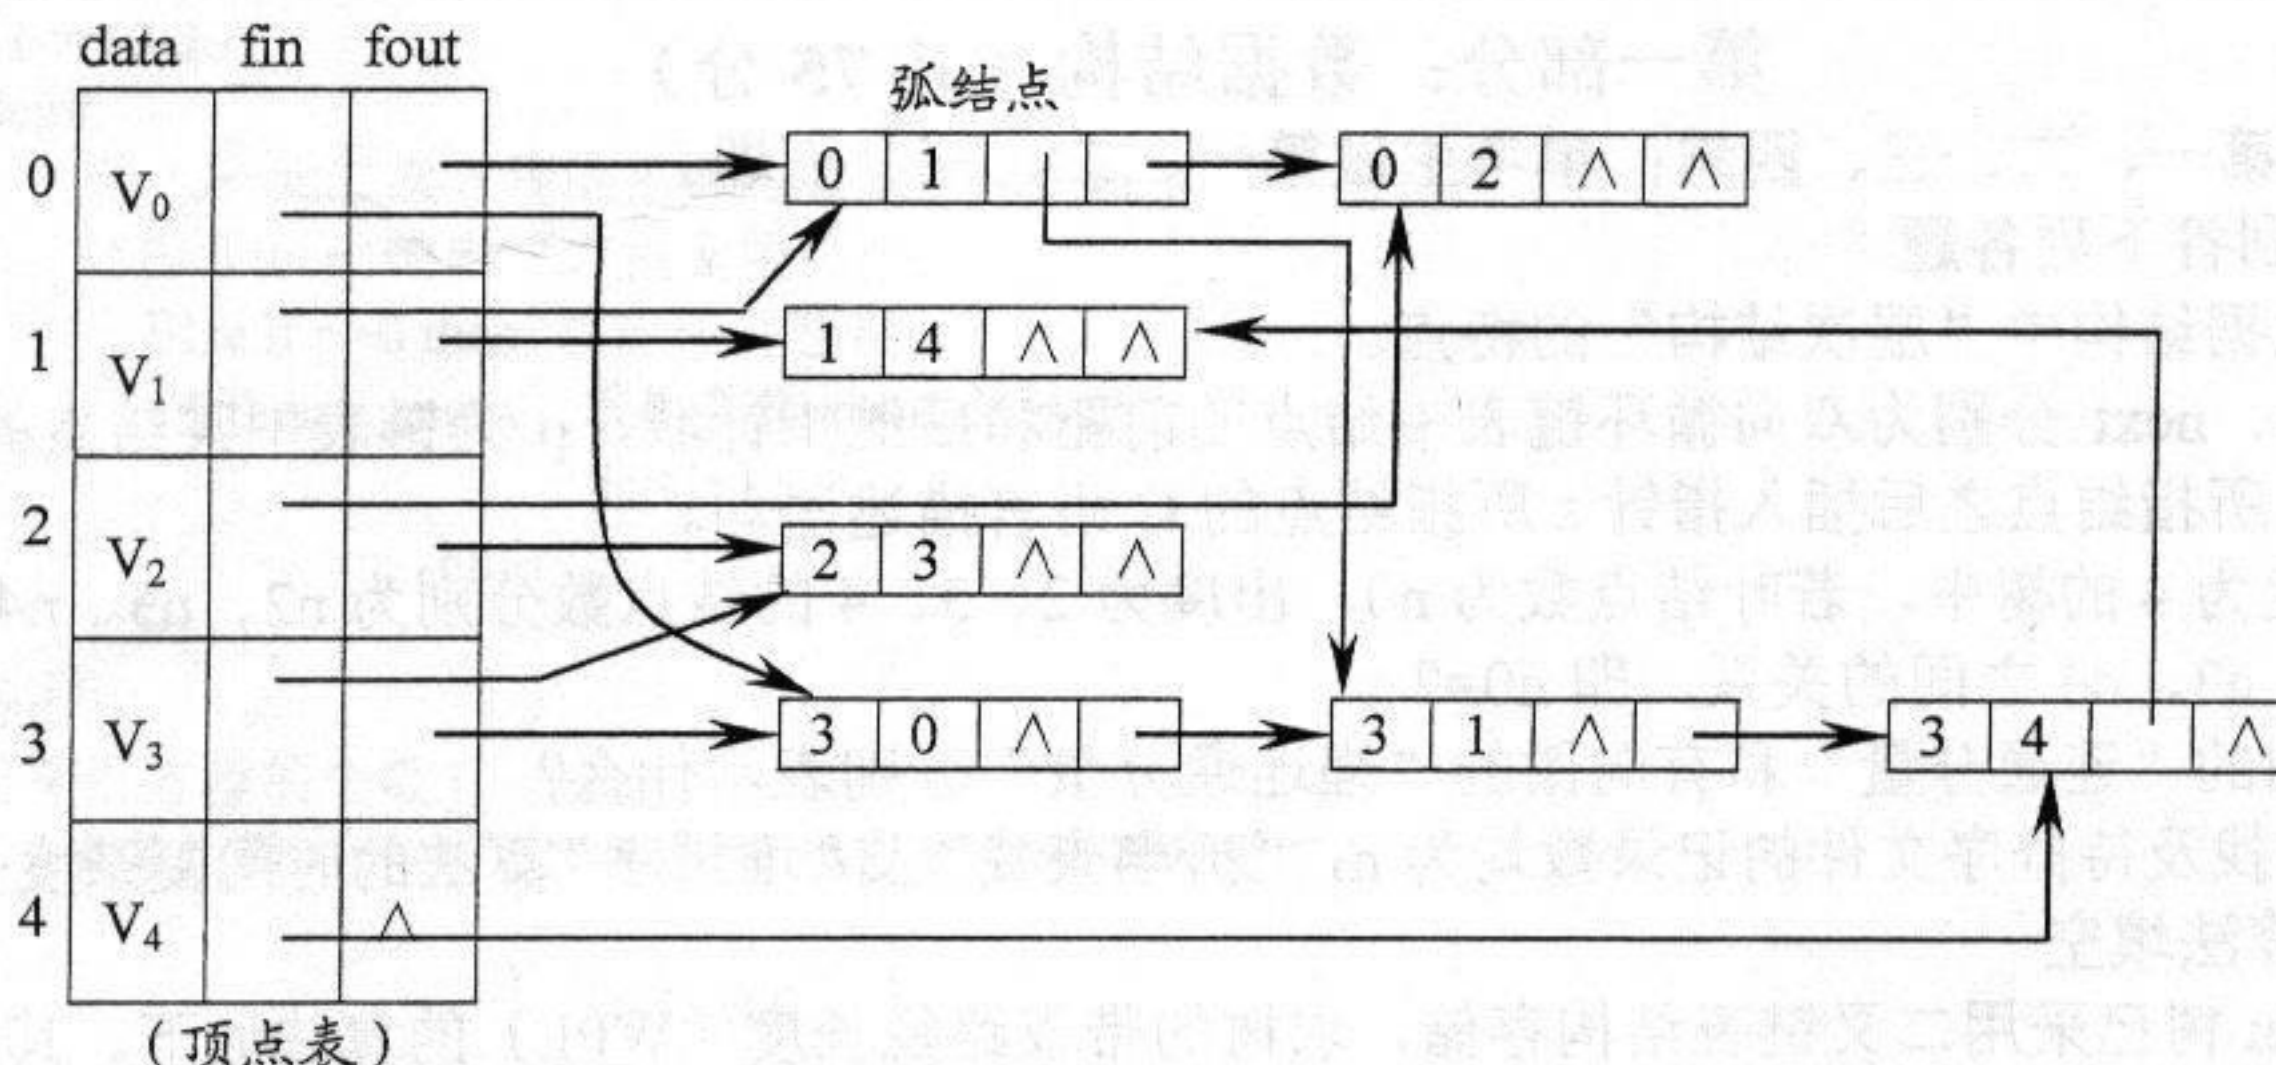 data fin fout
弧结点
0 V0
0 1
0 2 ∧ ∧
1 V1
1 4 ∧ ∧
2 V2
2 3 ∧ ∧
3 V3
3 0 ∧
3 1 ∧
3 4 ∧
4 V4 ∧
(顶点表)